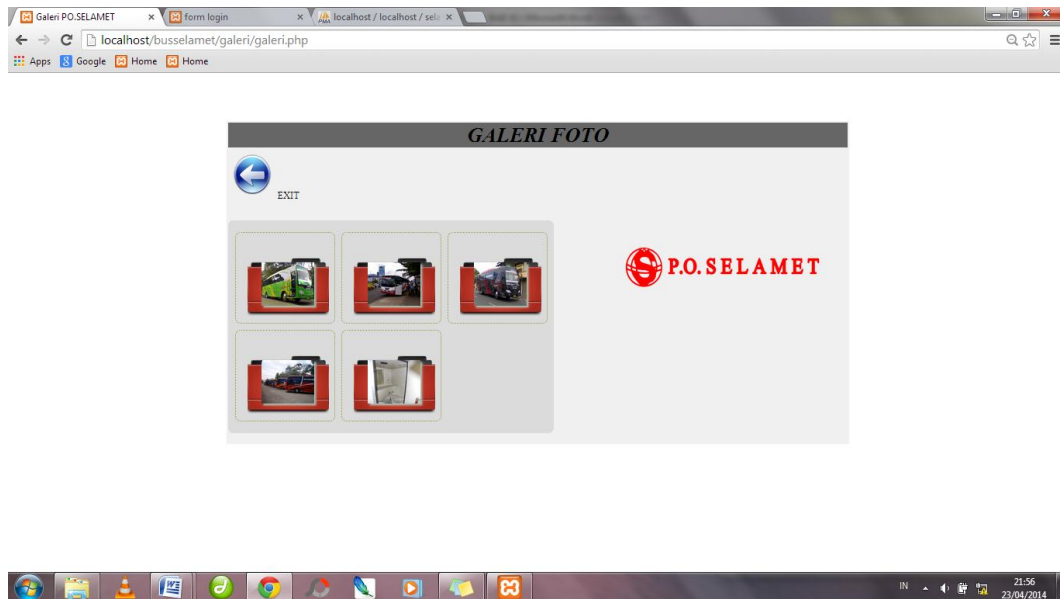 Galeri PO.SELAMET
form login
localhost / localhost / sele
localhost/busselamet/galeri/galeri.php
Apps Google Home Home
GALERI FOTO
EXIT
P.O. SELAMET
IN
21:56
23/04/2014